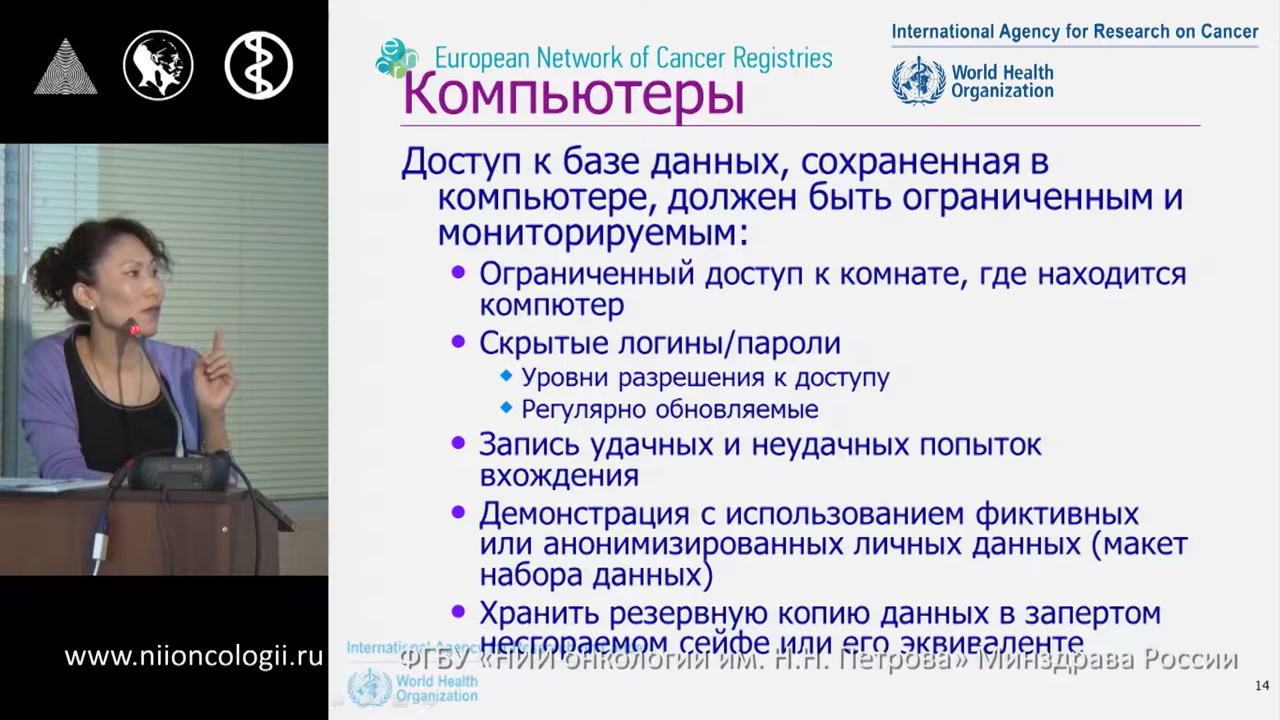 European Network of Cancer Registries
International Agency for Research on Cancer
World Health
Organization
Компьютеры
Доступ к базе данных, сохраненная в
компьютере, должен быть ограниченным и
мониторируемым:
Ограниченный доступ к комнате, где находится
компютер
Скрытые логины/пароли
Уровни разрешения к доступу
Регулярно обновляемые
Запись удачных и неудачных попыток
вхождения
Демонстрация с использованием фиктивных
или анонимизированных личных данных (макет
набора данных)
Хранить резервную копию данных в запертом
несгораемом сейфе или его эквиваленте
www.niioncologii.ru
ФГБУ «НИИ онкологии им. Н.Н. Петрова» Минздрава России
World Health
Organization
14